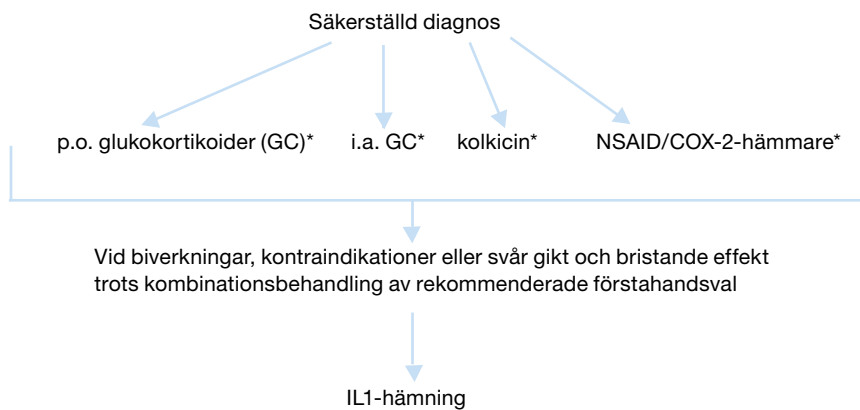 Säkerställd diagnos
p.o. glukokortikoider (GC)* i.a. GC* kolkicin* NSAID/COX-2-hämmare*
Vid biverkningar, kontraindikationer eller svår gikt och bristande effekt
trots kombinationsbehandling av rekommenderade förstahandsval
IL1-hämning